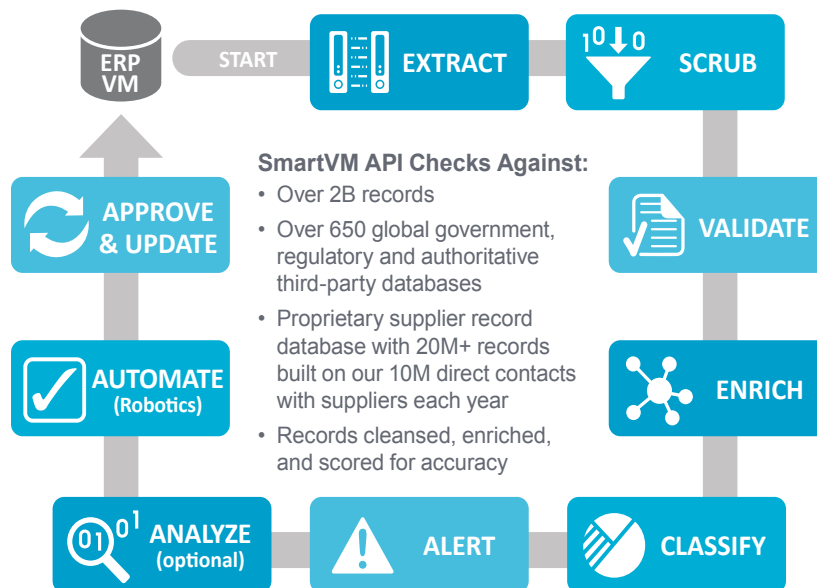 ERP
VM
START
EXTRACT
1 0 0
SCRUB
SmartVM API Checks Against:
• Over 2B records
• Over 650 global government,
regulatory and authoritative
third-party databases
• Proprietary supplier record
database with 20M+ records
built on our 10M direct contacts
with suppliers each year
• Records cleansed, enriched,
and scored for accuracy
VALIDATE
ENRICH
CLASSIFY
ALERT
01 0 1
ANALYZE
(optional)
AUTOMATE
(Robotics)
APPROVE
& UPDATE